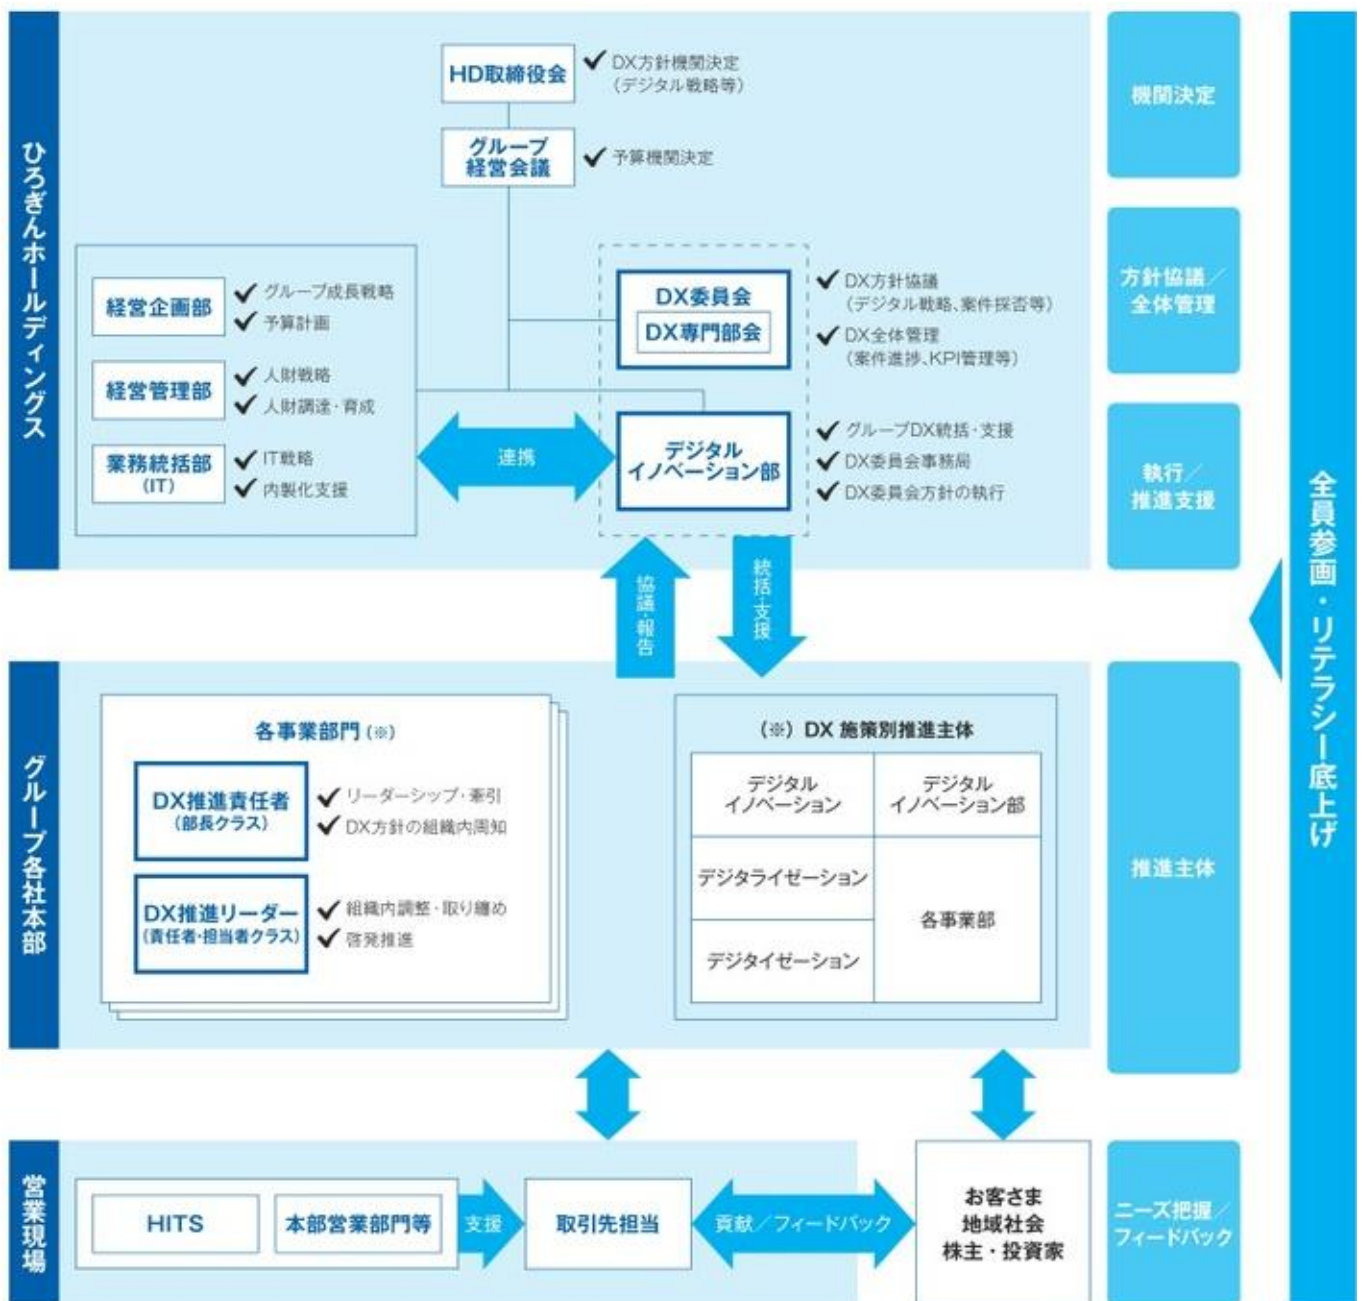 ひろぎんホールディングス
HD取締役会
DX方針機関決定
(デジタル戦略等)
グループ
経営会議
予算機関決定
経営企画部
グループ成長戦略
予算計画
経営管理部
人財戦略
人財調達・育成
業務統括部
(IT)
IT戦略
内製化支援
連携
DX委員会
DX専門部会
DX方針協議
(デジタル戦略、案件採否等)
DX全体管理
(案件進捗、KPI管理等)
デジタル
イノベーション部
グループDX統括・支援
DX委員会事務局
DX委員会方針の執行
機関決定
方針協議/
全体管理
執行/
推進支援
協議・報告
統括・支援
グループ各社本部
各事業部門(※)
DX推進責任者
(部長クラス)
リーダーシップ・牽引
DX方針の組織内周知
DX推進リーダー
(責任者・担当者クラス)
組織内調整・取り纏め
啓発推進
(※)DX 施策別推進主体
デジタル
イノベーション
デジタル
イノベーション部
デジタライゼーション
デジタイゼーション
各事業部
推進主体
営業現場
HITS
本部営業部門等
支援
取引先担当
貢献/フィードバック
お客さま
地域社会
株主・投資家
ニーズ把握/
フィードバック
全員参画・リテラシー底上げ